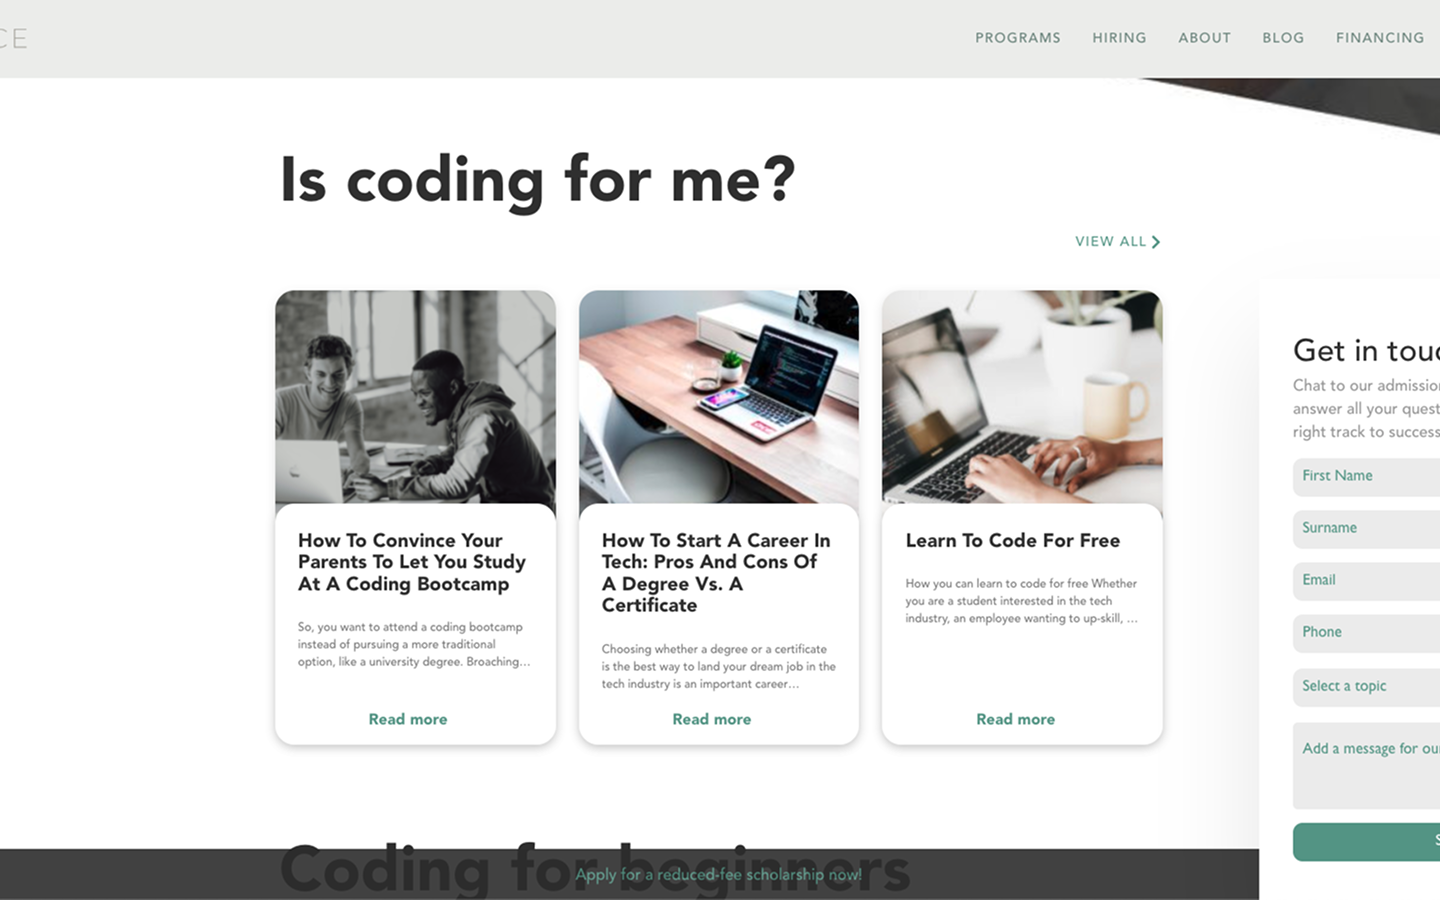 CE
PROGRAMS HIRING ABOUT BLOG FINANCING
Is coding for me?
VIEW ALL
How To Convince Your
Parents To Let You Study
At A Coding Bootcamp
So, you want to attend a coding bootcamp
instead of pursuing a more traditional
option, like a university degree. Broaching...
Read more
How To Start A Career In
Tech: Pros And Cons Of
A Degree Vs. A
Certificate
Choosing whether a degree or a certificate
is the best way to land your dream job in the
tech industry is an important career...
Read more
Learn To Code For Free
How you can learn to code for free Whether
you are a student interested in the tech
industry, an employee wanting to up-skill, ...
Read more
Get in touc
Chat to our admission
answer all your quest
right track to success
First Name
Surname
Email
Phone
Select a topic
Add a message for our
S
Coding for beginners
Apply for a reduced-fee scholarship now!